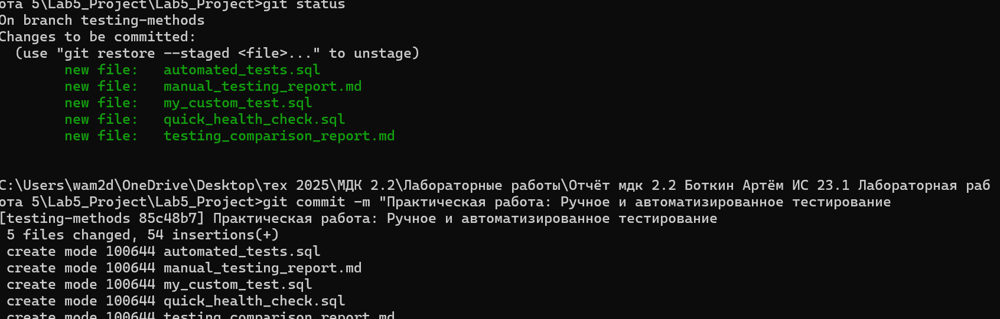 ота 5\Lab5_Project\Lab5_Project>git status
On branch testing-methods
Changes to be committed:
  (use "git restore --staged <file>..." to unstage)
        new file:   automated_tests.sql
        new file:   manual_testing_report.md
        new file:   my_custom_test.sql
        new file:   quick_health_check.sql
        new file:   testing_comparison_report.md
C:\Users\wam2d\OneDrive\Desktop\тех 2025\МДК 2.2\Лабораторные работы\Отчёт мдк 2.2 Боткин Артём ИС 23.1 Лабораторная раб
ота 5\Lab5_Project\Lab5_Project>git commit -m "Практическая работа: Ручное и автоматизированное тестирование
[testing-methods 85c48b7] Практическая работа: Ручное и автоматизированное тестирование
 5 files changed, 54 insertions(+)
 create mode 100644 automated_tests.sql
 create mode 100644 manual_testing_report.md
 create mode 100644 my_custom_test.sql
 create mode 100644 quick_health_check.sql
 create mode 100644 testing_comparison_report.md